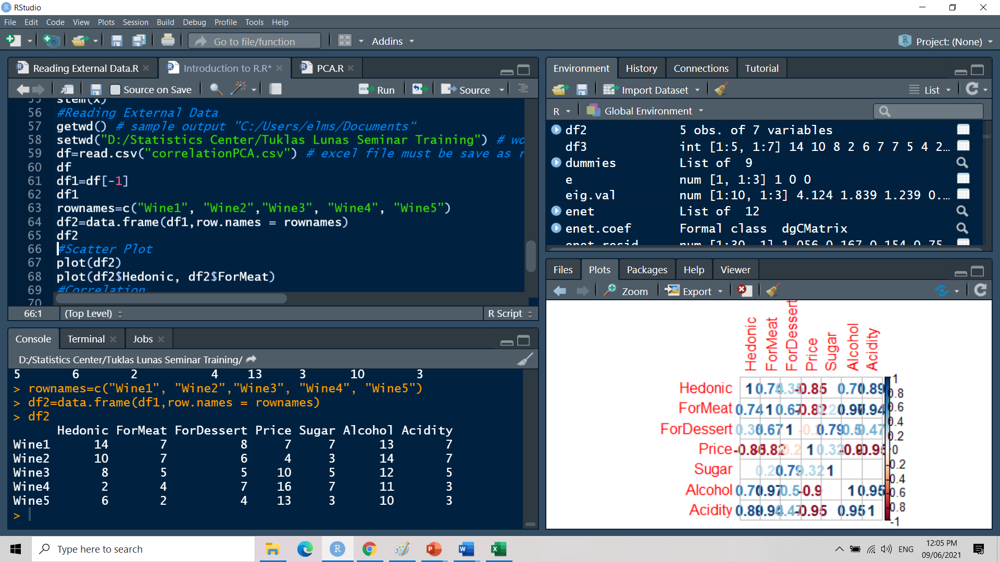 RStudio
File Edit Code View Plots Session Build Debug Profile Tools Help
Go to file/function Addins Project: (None)
Reading External Data.R Introduction to R.R* PCA.R
Source on Save Run Source
55 stem(x)
56 #Reading External Data
57 getwd() # sample output "C:/Users/elms/Documents“
58 setwd("D:/Statistics Center/Tuklas Lunas Seminar Training") # wo
59 df=read.csv("correlationPCA.csv") # excel file must be save as
60 df
61 df1=df[-1]
62 df1
63 rownames=c("Wine1", "Wine2","Wine3", "Wine4", "Wine5")
64 df2=data.frame(df1,row.names = rownames)
65 df2
66 #Scatter Plot
67 plot(df2)
68 plot(df2$Hedonic, df2$ForMeat)
69 #Correlation
70
66:1 (Top Level) R Script
Console Terminal Jobs
D:/Statistics Center/Tuklas Lunas Seminar Training/
5 6 2 4 13 3 10 3
> rownames=c("Wine1", "Wine2","Wine3", "Wine4", "Wine5")
> df2=data.frame(df1,row.names = rownames)
> df2
Hedonic ForMeat ForDessert Price Sugar Alcohol Acidity
Wine1 14 7 8 7 7 13 7
Wine2 10 7 6 4 3 14 7
Wine3 8 5 5 10 5 12 5
Wine4 2 4 7 16 7 11 3
Wine5 6 2 4 13 3 10 3
>
Environment History Connections Tutorial
Import Dataset List
R Global Environment
df2 5 obs. of 7 variables
df3 int [1:5, 1:7] 14 10 8 2 6 7 7 5 4 2…
dummies List of 9
e num [1, 1:3] 1 0 0
eig.val num [1:10, 1:3] 4.124 1.839 1.239 0.…
enet List of 12
enet.coef Formal class dgCMatrix
enet.resid num [1:30, 1] 1.056 0.167 0.154 0.75
Files Plots Packages Help Viewer
Zoom Export
Hedonic ForMeat ForDessert Price Sugar Alcohol Acidity
Hedonic 1 0.74 -0.85 0.70 0.89
ForMeat 0.74 1 0.67 -0.82 0.97 0.94
ForDessert 0.67 1 0.79 0.5 0.47
Price -0.85 -0.82 1 0.32 -0.9 -0.95
Sugar 0.79 0.32 1
Alcohol 0.70 0.97 0.5 -0.9 1 0.95
Acidity 0.89 0.94 0.47 -0.95 0.95 1
1
0.8
0.6
0.4
0.2
0
-0.2
-0.4
-0.6
-0.8
-1
Type here to search
ENG
12:05 PM
09/06/2021